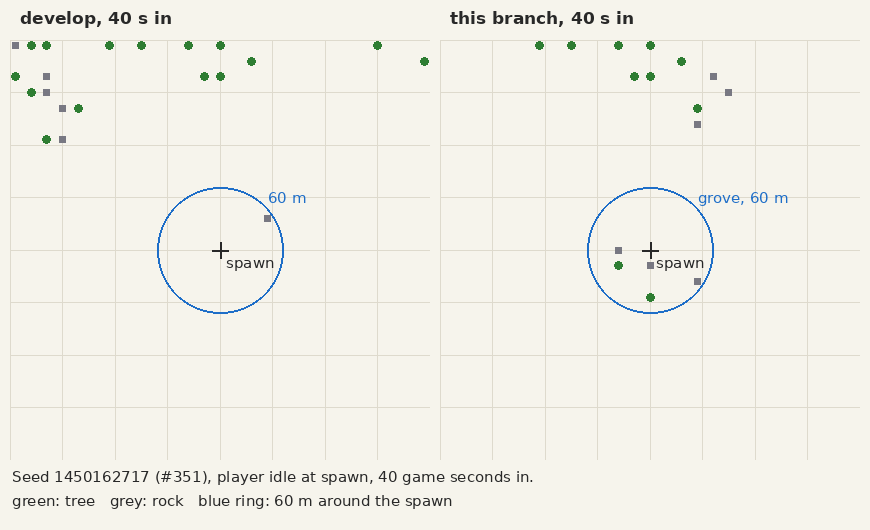 develop, 40 s in
this branch, 40 s in
60 m
spawn
grove, 60 m
spawn
Seed 1450162717 (#351), player idle at spawn, 40 game seconds in.
green: tree   grey: rock   blue ring: 60 m around the spawn